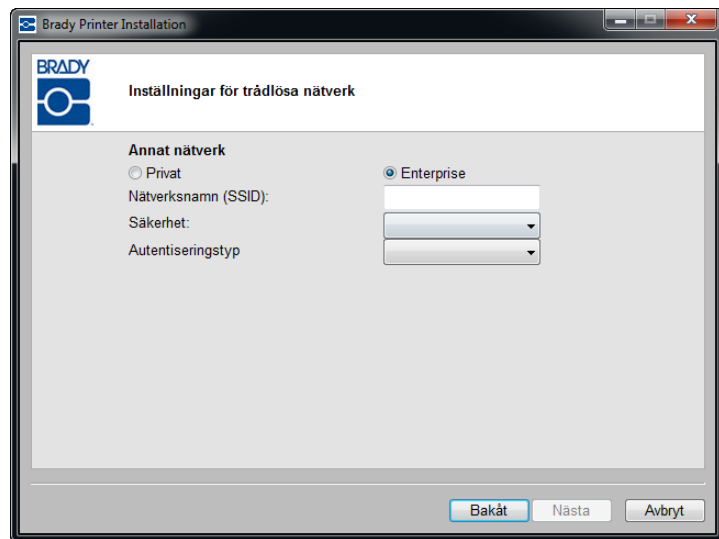 Brady Printer Installation
BRADY
Inställningar för trådlösa nätverk
Annat nätverk
Privat Enterprise
Nätverksnamn (SSID):
Säkerhet:
Autentiseringstyp
Bakåt Nästa Avbryt